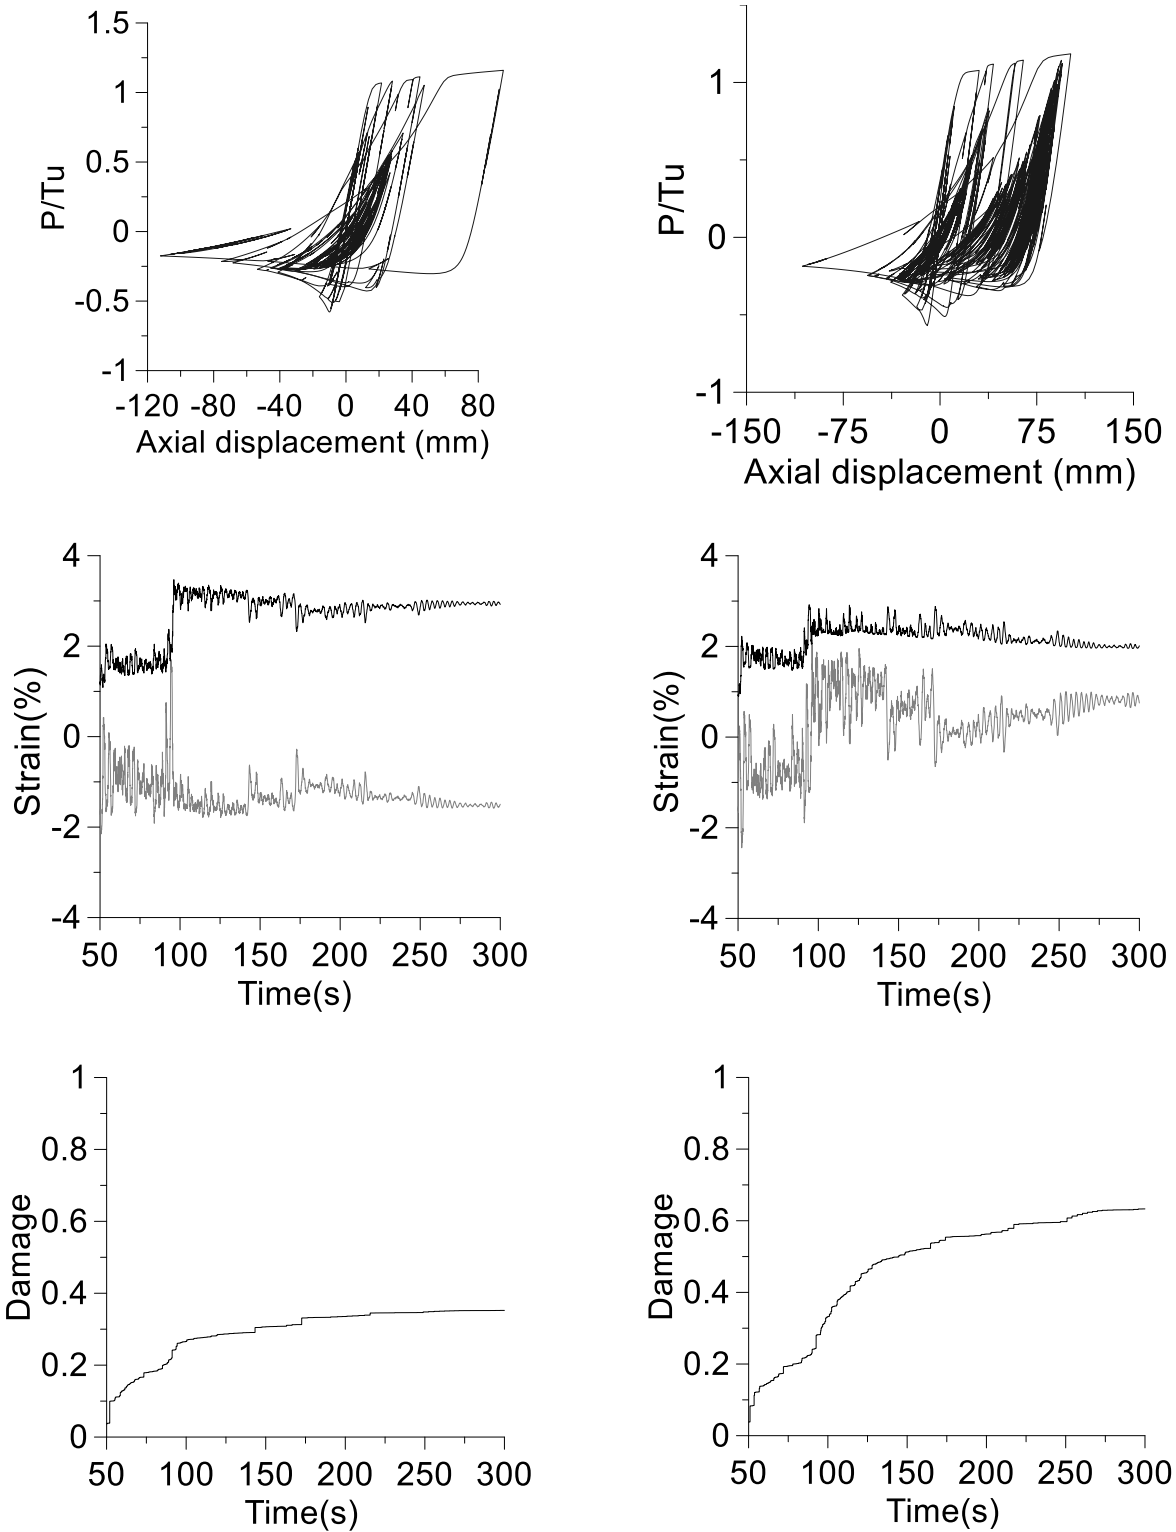 1.5
1
0.5
0
-0.5
-1
P/Tu
-120 -80 -40 0 40 80
Axial displacement (mm)
1
0
-1
P/Tu
-150 -75 0 75 150
Axial displacement (mm)
4
2
0
-2
-4
Strain(%)
50 100 150 200 250 300
Time(s)
4
2
0
-2
-4
Strain(%)
50 100 150 200 250 300
Time(s)
1
0.8
0.6
0.4
0.2
0
Damage
50 100 150 200 250 300
Time(s)
1
0.8
0.6
0.4
0.2
0
Damage
50 100 150 200 250 300
Time(s)